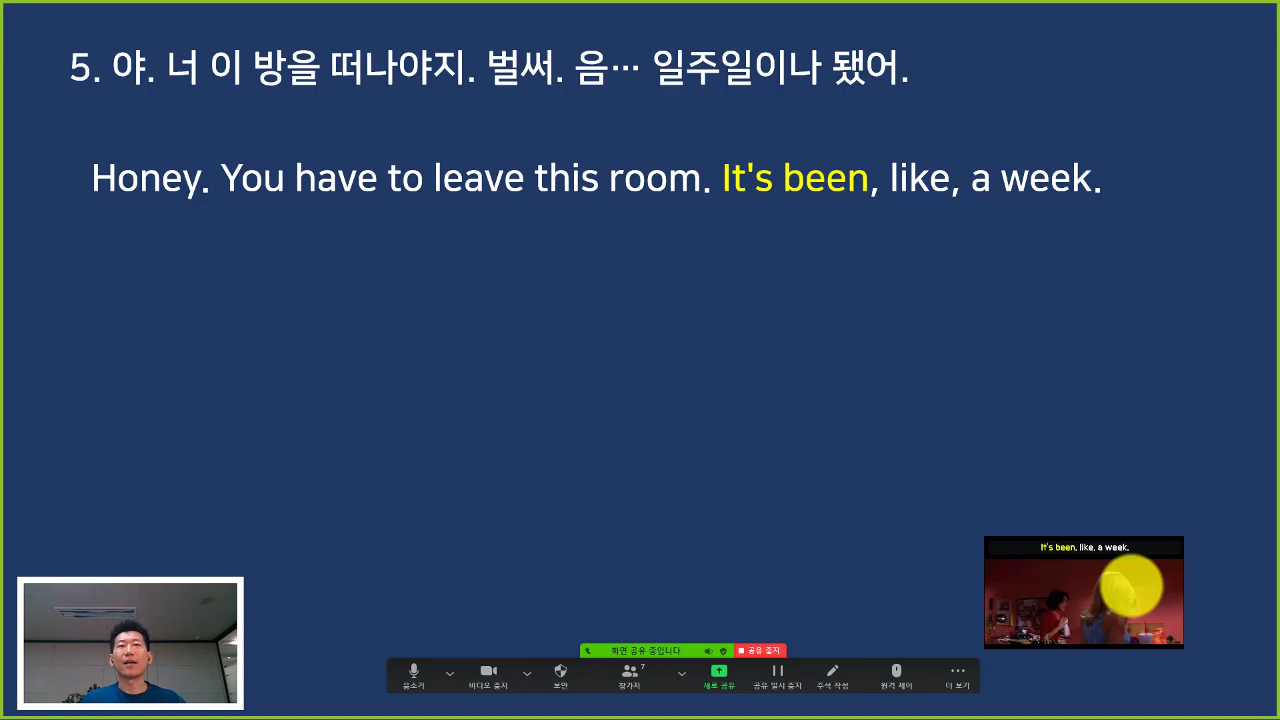 5. 야. 너 이 방을 떠나야지. 벌써. 음… 일주일이나 됐어.
Honey. You have to leave this room. It's been, like, a week.
It's been, like, a week.
화면 공유 중입니다
공유 중지
7
음소거
비디오 중지
보안
참가자
새로 공유
공유 일시 중지
주석 작성
원격 제어
더 보기